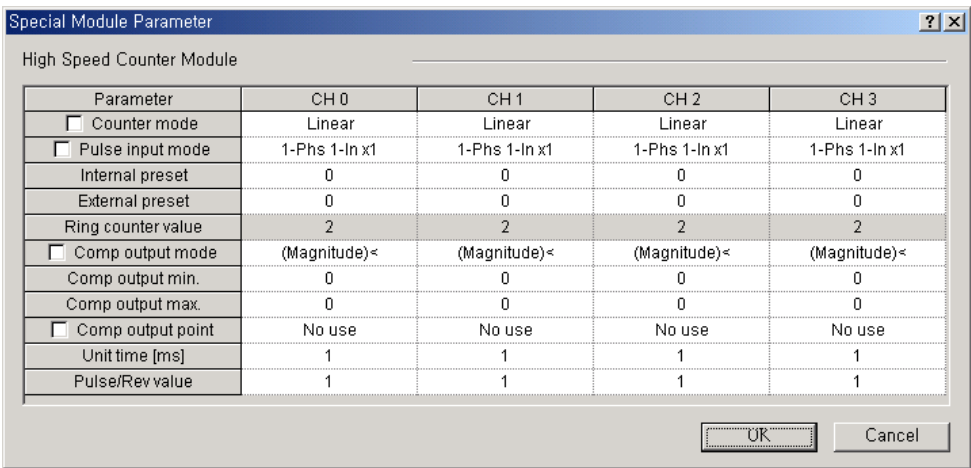 Special Module Parameter ? ×
High Speed Counter Module
Parameter CH 0 CH 1 CH 2 CH 3
Counter mode Linear Linear Linear Linear
Pulse input mode 1-Phs 1-In x1 1-Phs 1-In x1 1-Phs 1-In x1 1-Phs 1-In x1
Internal preset 0 0 0 0
External preset 0 0 0 0
Ring counter value 2 2 2 2
Comp output mode (Magnitude)< (Magnitude)< (Magnitude)< (Magnitude)<
Comp output min. 0 0 0 0
Comp output max. 0 0 0 0
Comp output point No use No use No use No use
Unit time [ms] 1 1 1 1
Pulse/Rev value 1 1 1 1
OK Cancel